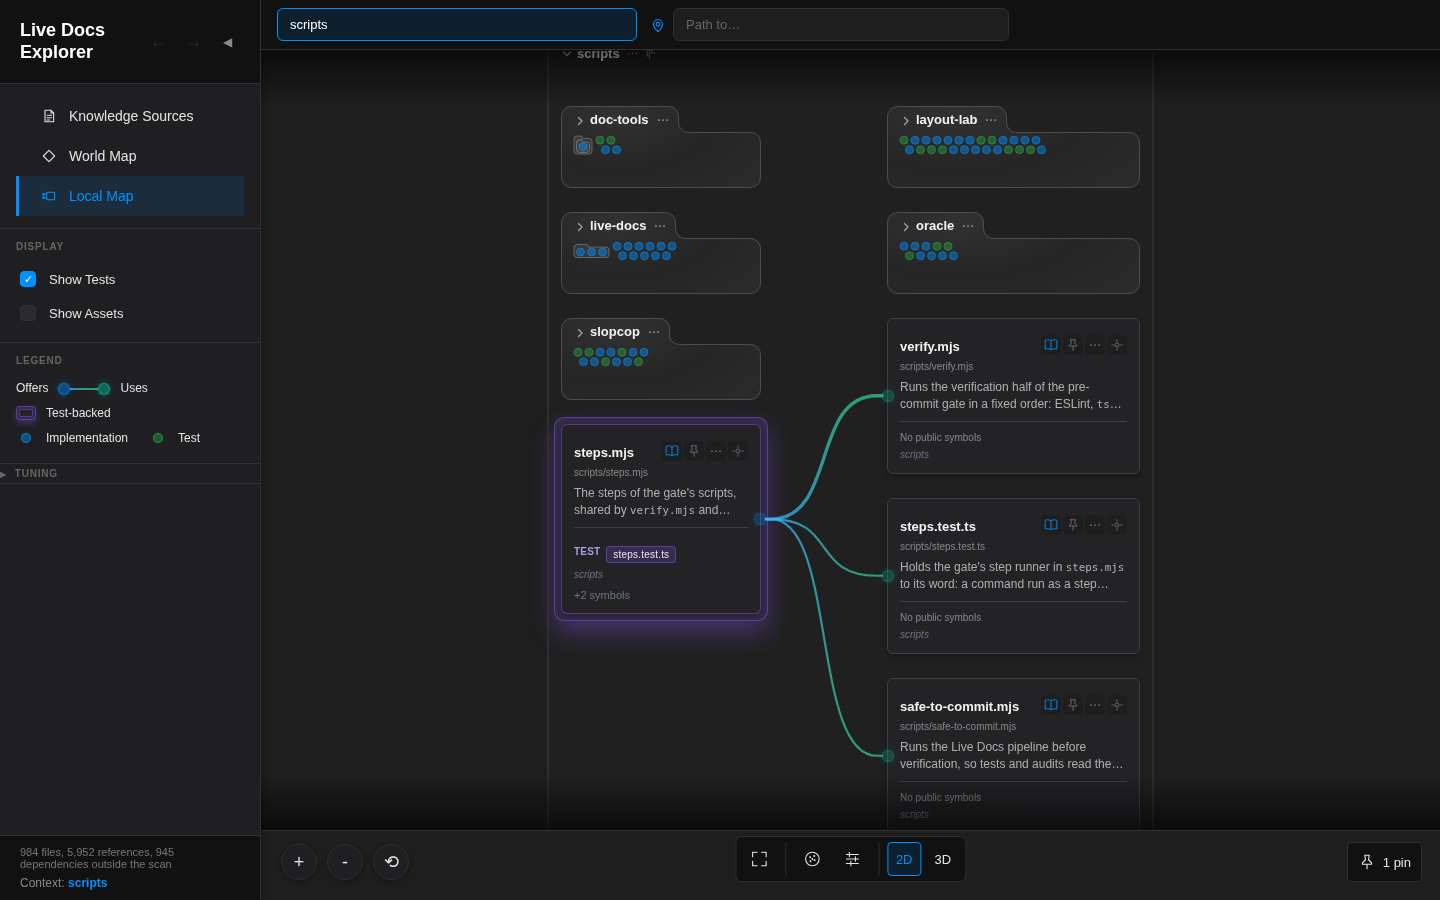 Live Docs
Explorer
scripts
Path to…
Knowledge Sources
World Map
Local Map
DISPLAY
Show Tests
Show Assets
LEGEND
Offers
Uses
Test-backed
Implementation
Test
TUNING
984 files, 5,952 references, 945
dependencies outside the scan
Context: scripts
scripts
doc-tools
layout-lab
live-docs
oracle
slopcop
steps.mjs
scripts/steps.mjs
The steps of the gate's scripts,
shared by verify.mjs and…
TEST steps.test.ts
scripts
+2 symbols
verify.mjs
scripts/verify.mjs
Runs the verification half of the pre-
commit gate in a fixed order: ESLint, ts…
No public symbols
scripts
steps.test.ts
scripts/steps.test.ts
Holds the gate's step runner in steps.mjs
to its word: a command run as a step…
No public symbols
scripts
safe-to-commit.mjs
scripts/safe-to-commit.mjs
Runs the Live Docs pipeline before
verification, so tests and audits read the…
No public symbols
scripts
+
-
2D
3D
1 pin